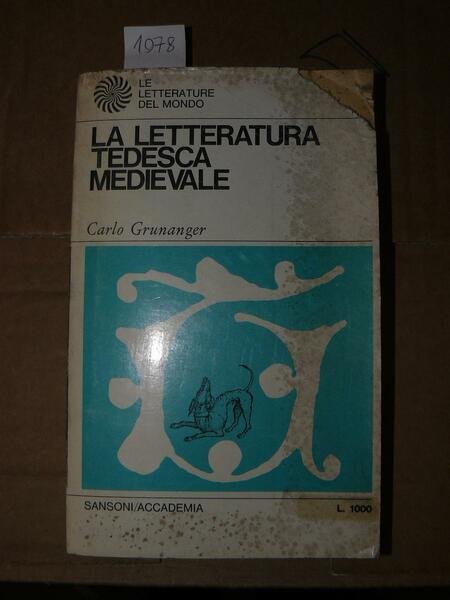 1078
LE
LETTERATURE
DEL MONDO
LA LETTERATURA
TEDESCA
MEDIEVALE
Carlo Grunanger
SANSONI/ACCADEMIA
L. 1000